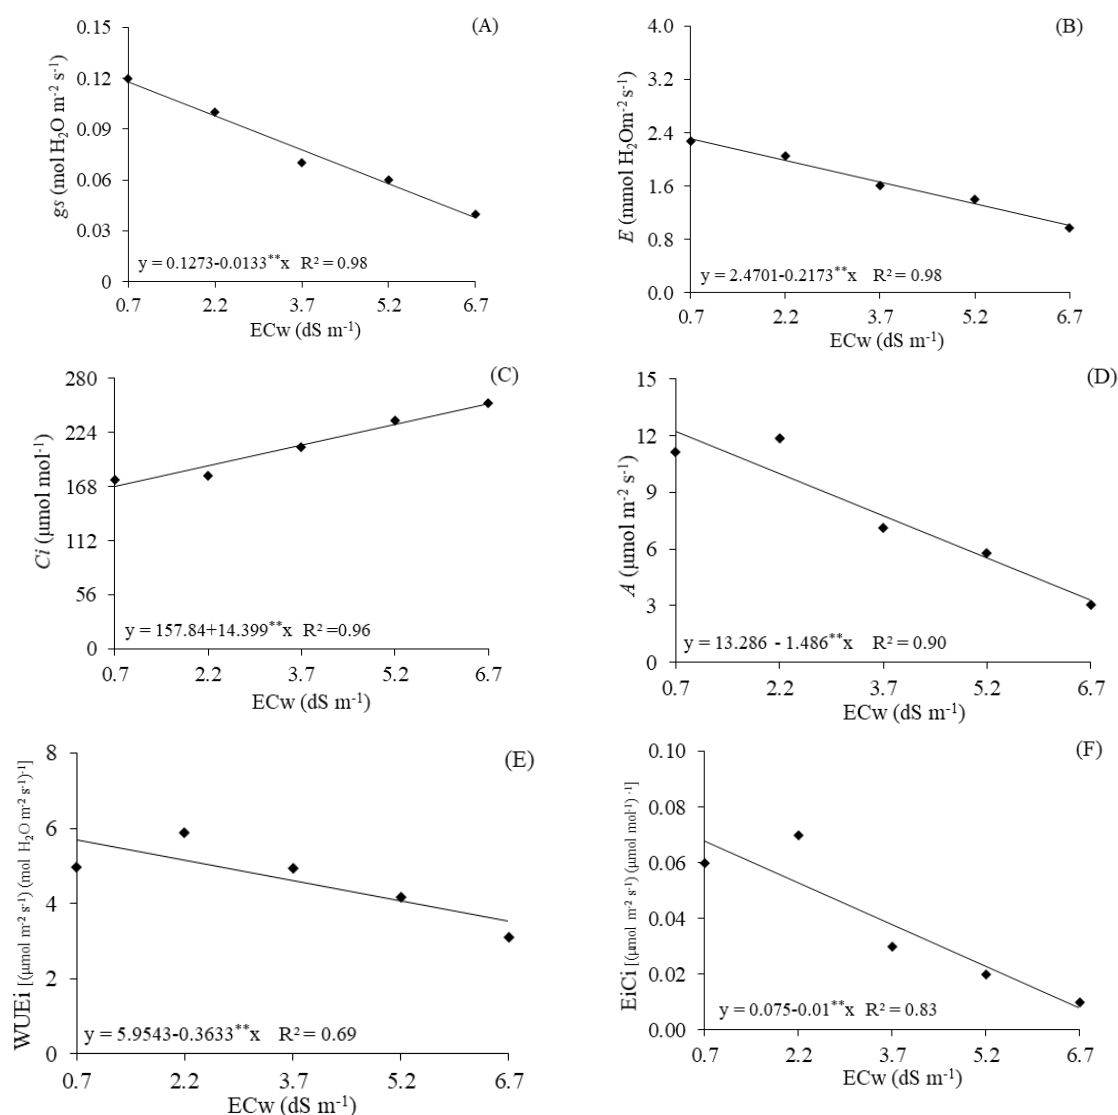 (A)
gs (mol H₂O m⁻² s⁻¹)
0.15
0.12
0.09
0.06
0.03
0
y = 0.1273-0.0133**x R² = 0.98
0.7 2.2 3.7 5.2 6.7
ECw (dS m⁻¹)
(B)
E (mmol H₂Om⁻² s⁻¹)
4.0
3.2
2.4
1.6
0.8
0.0
y = 2.4701-0.2173**x R² = 0.98
0.7 2.2 3.7 5.2 6.7
ECw (dS m⁻¹)
(C)
Ci (μmol mol⁻¹)
280
224
168
112
56
0
y = 157.84+14.399**x R² =0.96
0.7 2.2 3.7 5.2 6.7
ECw (dS m⁻¹)
(D)
A (μmol m⁻² s⁻¹)
15
12
9
6
3
0
y = 13.286 - 1.486**x R² = 0.90
0.7 2.2 3.7 5.2 6.7
ECw (dS m⁻¹)
(E)
WUEi [(μmol m⁻² s⁻¹) (mol H₂O m⁻² s⁻¹)⁻¹]
8
6
4
2
0
y = 5.9543-0.3633**x R² = 0.69
0.7 2.2 3.7 5.2 6.7
ECw (dS m⁻¹)
(F)
EiCi [(μmol m⁻² s⁻¹) (μmol mol⁻¹) ⁻¹]
0.10
0.08
0.06
0.04
0.02
0.00
y = 0.075-0.01**x R² = 0.83
0.7 2.2 3.7 5.2 6.7
ECw (dS m⁻¹)